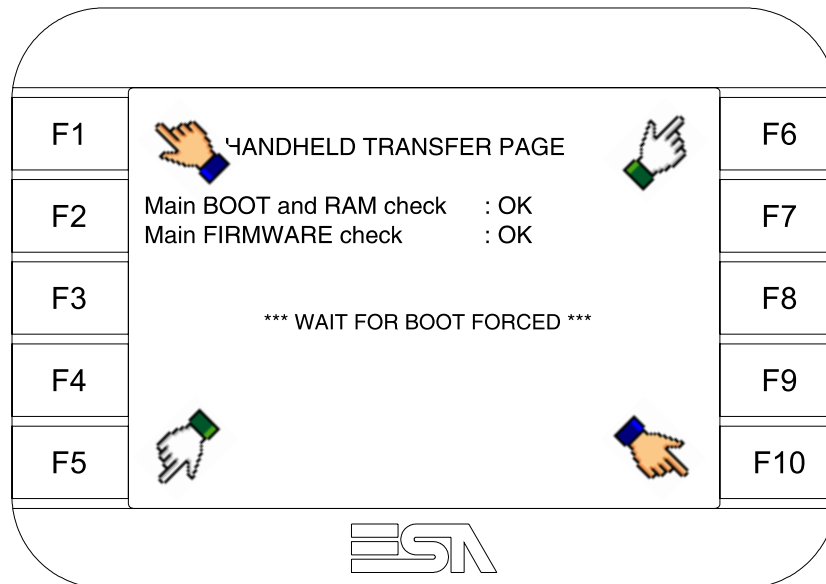 F1
F6
HANDHELD TRANSFER PAGE
F2
F7
Main BOOT and RAM check : OK
Main FIRMWARE check : OK
F3
F8
*** WAIT FOR BOOT FORCED ***
F4
F9
F5
F10
ESA